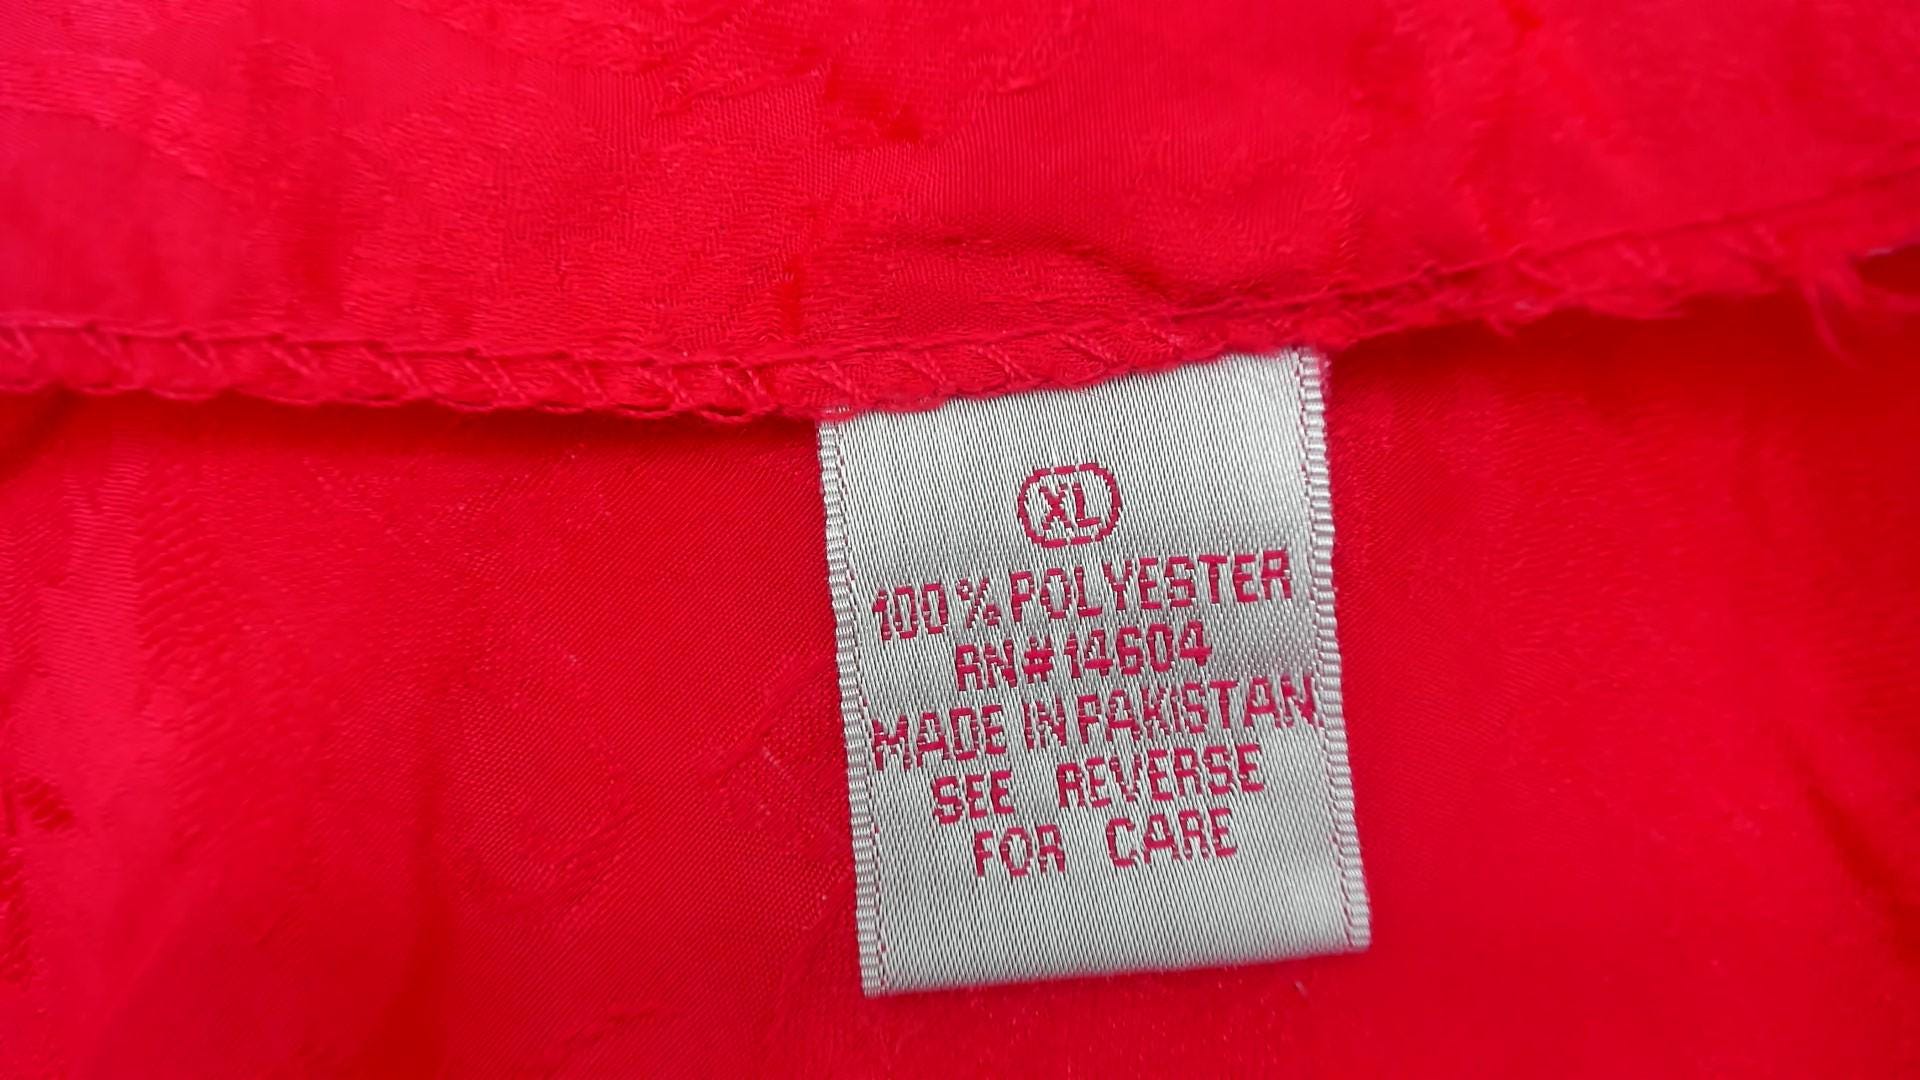 XL
100% POLYESTER
RN# 14604
MADE IN PAKISTAN
SEE REVERSE
FOR CARE